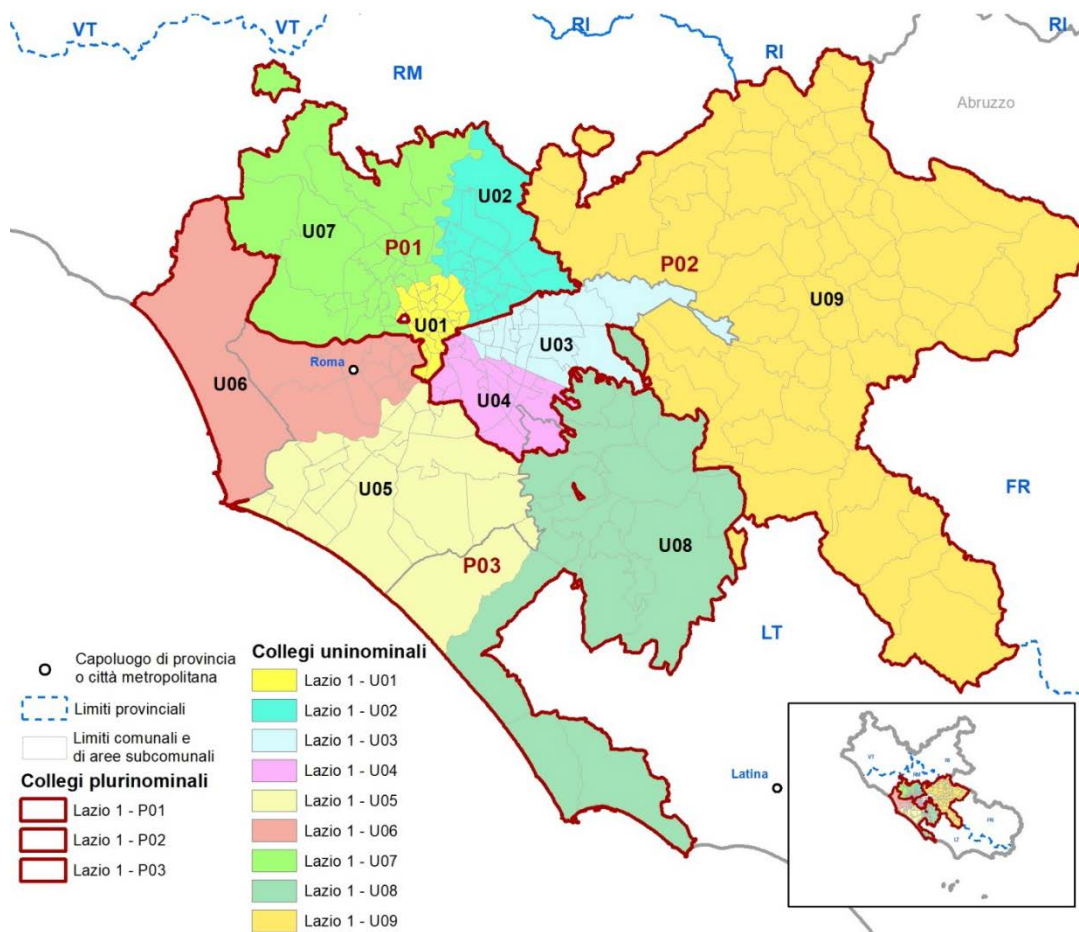 VT
VT
RI
RI
RM
RI
Abruzzo
U02
U07
P01
P02
U09
U01
U03
Roma
U06
U04
U05
FR
U08
P03
LT
Latina
Capoluogo di provincia
o città metropolitana
Limiti provinciali
Limiti comunali e
di aree subcomunali
Collegi plurinominali
Lazio 1 - P01
Lazio 1 - P02
Lazio 1 - P03
Collegi uninominali
Lazio 1 - U01
Lazio 1 - U02
Lazio 1 - U03
Lazio 1 - U04
Lazio 1 - U05
Lazio 1 - U06
Lazio 1 - U07
Lazio 1 - U08
Lazio 1 - U09
VT
RM
LT